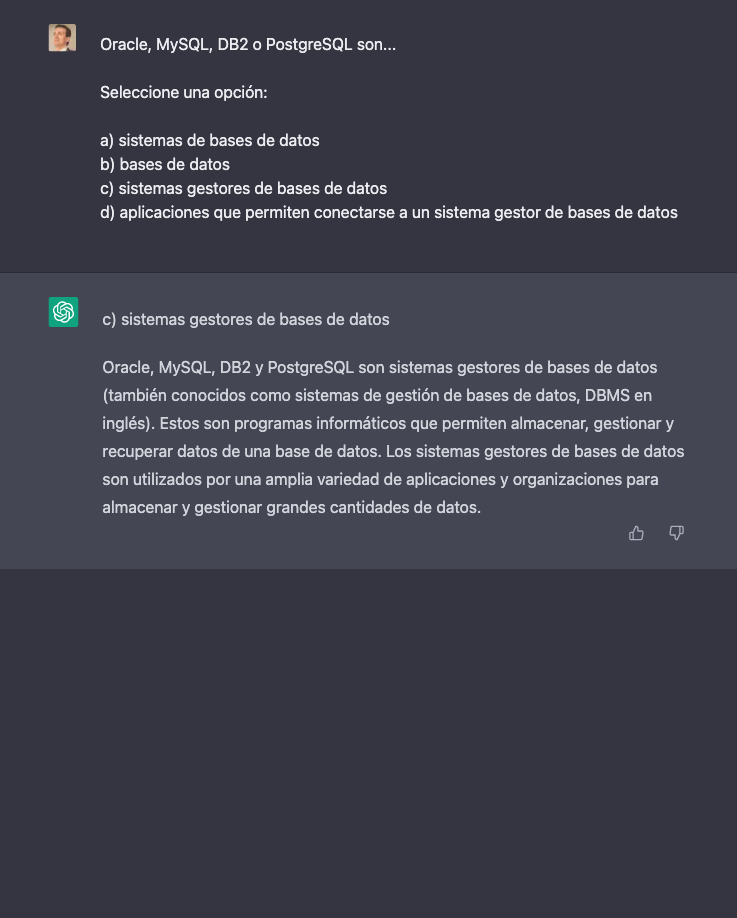 Oracle, MySQL, DB2 o PostgreSQL son...
Seleccione una opción:
a) sistemas de bases de datos
b) bases de datos
c) sistemas gestores de bases de datos
d) aplicaciones que permiten conectarse a un sistema gestor de bases de datos
c) sistemas gestores de bases de datos
Oracle, MySQL, DB2 y PostgreSQL son sistemas gestores de bases de datos
(también conocidos como sistemas de gestión de bases de datos, DBMS en
inglés). Estos son programas informáticos que permiten almacenar, gestionar y
recuperar datos de una base de datos. Los sistemas gestores de bases de datos
son utilizados por una amplia variedad de aplicaciones y organizaciones para
almacenar y gestionar grandes cantidades de datos.